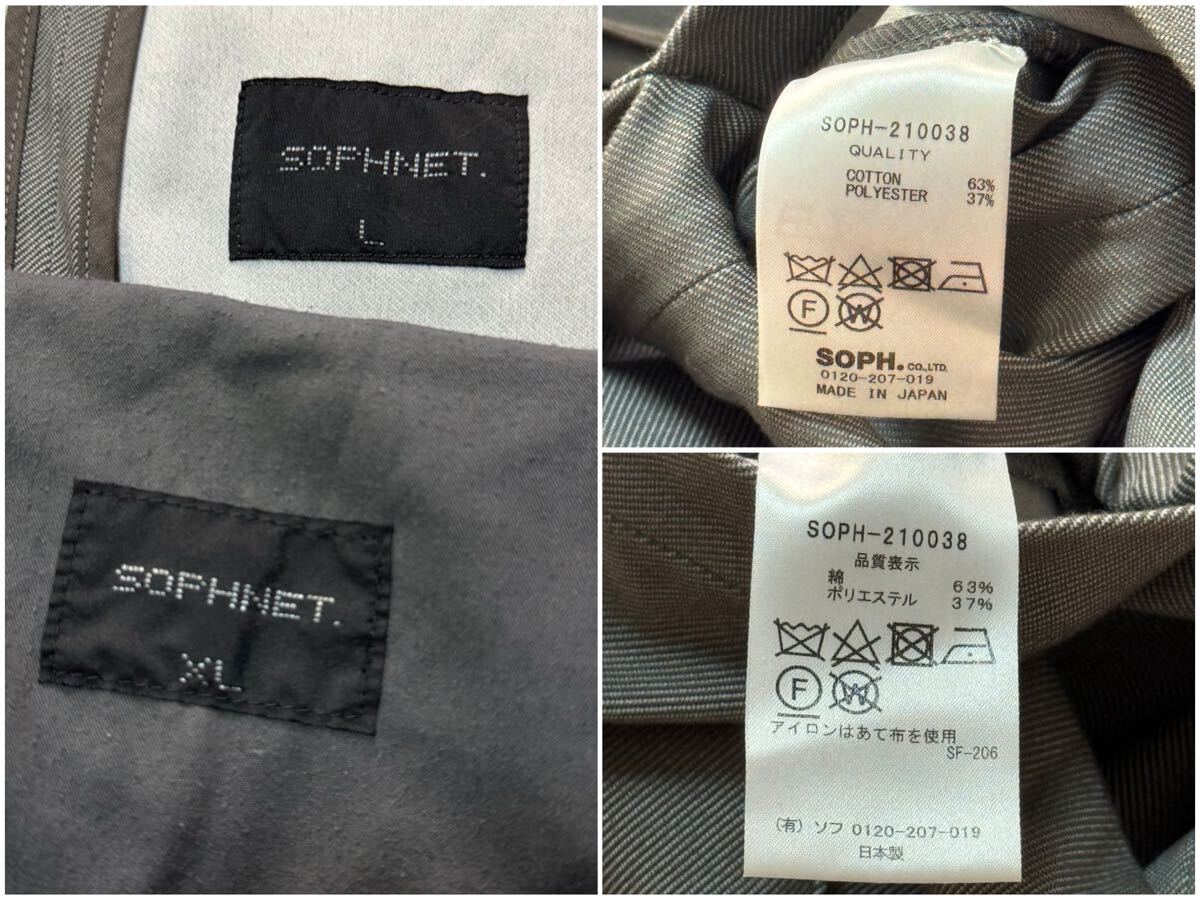 SOPHNET.
L
SOPHNET.
XL
SOPH-210038
QUALITY
COTTON 63%
POLYESTER 37%
F W
SOPH. CO.,LTD.
0120-207-019
MADE IN JAPAN
SOPH-210038
品質表示
綿 63%
ポリエステル 37%
F W
アイロンはあて布を使用
SF-206
(有) ソフ 0120-207-019
日本製